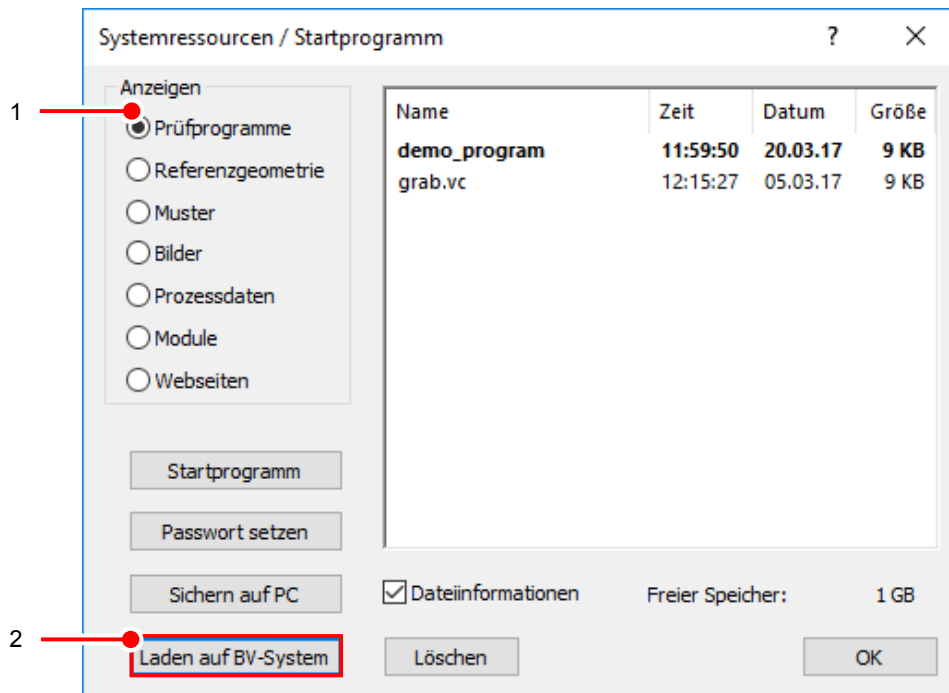 Systemressourcen / Startprogramm ? ×
Anzeigen
1
Prüfprogramme
Referenzgeometrie
Muster
Bilder
Prozessdaten
Module
Webseiten
Name Zeit Datum Größe
demo_program 11:59:50 20.03.17 9 KB
grab.vc 12:15:27 05.03.17 9 KB
Startprogramm
Passwort setzen
Sichern auf PC
Dateiinformationen Freier Speicher: 1 GB
2
Laden auf BV-System
Löschen
OK